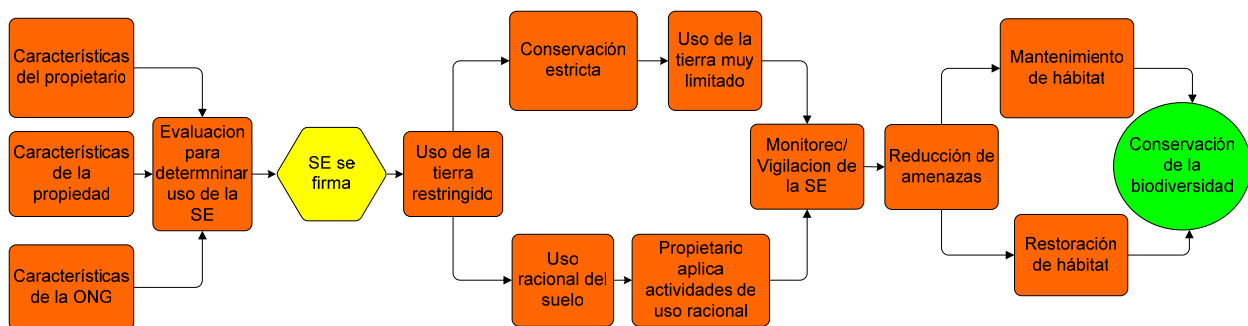 Características
del propietario
Características
de la
propiedad
Características
de la ONG
Evaluacion
para
determninar
uso de la
SE
SE se
firma
Uso de la
tierra
restringido
Conservación
estricta
Uso de la
tierra muy
limitado
Uso
racional del
suelo
Propietario
aplica
actividades de
uso racional
Monitoreo/
Vigilacion de
la SE
Reducción de
amenazas
Mantenimiento
de hábitat
Restoración
de hábitat
Conservación
de la
biodiversidad